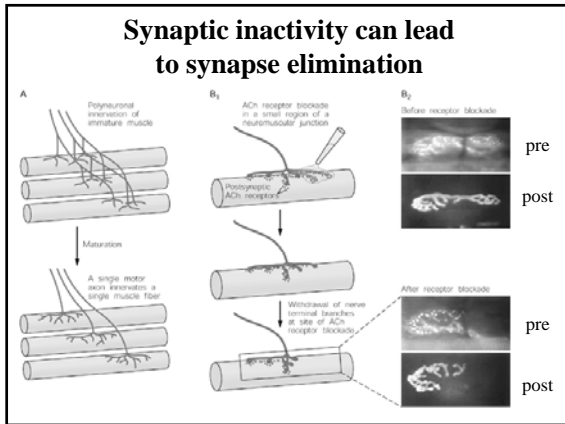 Synaptic inactivity can lead
to synapse elimination
A
Polyneuronal
innervation of
immature muscle
Maturation
A single motor
axon innervates a
single muscle fiber
B₁
ACh receptor blockade
in a small region of a
neuromuscular junction
Postsynaptic
ACh receptors
Withdrawal of nerve
terminal branches
at site of ACh
receptor blockade
B₂
Before receptor blockade
pre
post
After receptor blockade
pre
post